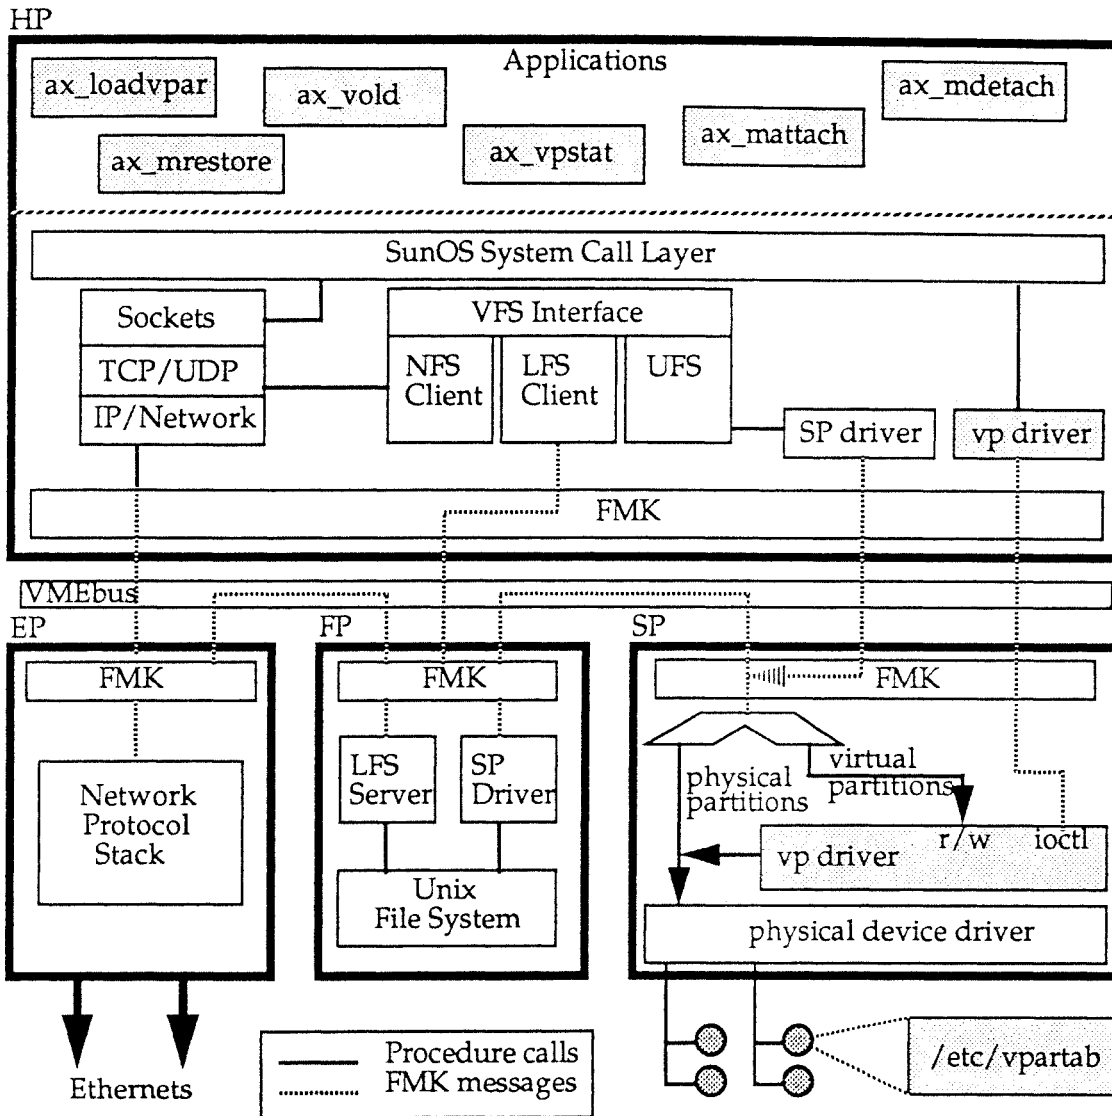 HP
Applications
ax_loadvpar
ax_vold
ax_mdetach
ax_mrestore
ax_vpstat
ax_mattach
SunOS System Call Layer
Sockets
VFS Interface
TCP/UDP
NFS
Client
LFS
Client
UFS
IP/Network
SP driver
vp driver
FMK
VMEbus
EP
FP
SP
FMK
FMK
FMK
Network
Protocol
Stack
LFS
Server
SP
Driver
physical
partitions
virtual
partitions
r/w
ioctl
vp driver
Unix
File System
physical device driver
Ethernets
Procedure calls
FMK messages
/etc/vpartab